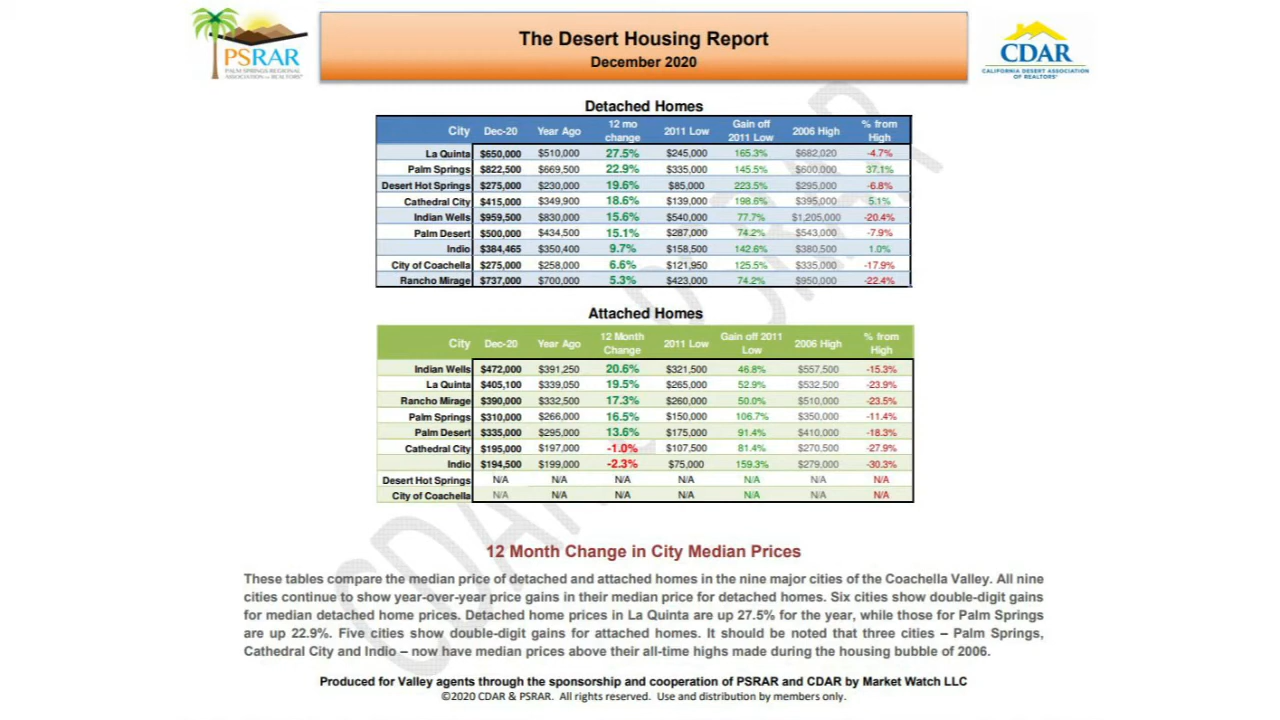 PSRAR
PALM SPRINGS REGIONAL
ASSOCIATION OF REALTORS®
The Desert Housing Report
December 2020
CDAR
CALIFORNIA DESERT ASSOCIATION
OF REALTORS®
Detached Homes
City Dec-20 Year Ago 12 mo change 2011 Low Gain off 2011 Low 2006 High % from High
La Quinta $650,000 $510,000 27.5% $245,000 165.3% $682,020 -4.7%
Palm Springs $822,500 $669,500 22.9% $335,000 145.5% $600,000 37.1%
Desert Hot Springs $275,000 $230,000 19.6% $85,000 223.5% $295,000 -6.8%
Cathedral City $415,000 $349,900 18.6% $139,000 198.6% $395,000 5.1%
Indian Wells $959,500 $830,000 15.6% $540,000 77.7% $1,205,000 -20.4%
Palm Desert $500,000 $434,500 15.1% $287,000 74.2% $543,000 -7.9%
Indio $384,465 $350,400 9.7% $158,500 142.6% $380,500 1.0%
City of Coachella $275,000 $258,000 6.6% $121,950 125.5% $335,000 -17.9%
Rancho Mirage $737,000 $700,000 5.3% $423,000 74.2% $950,000 -22.4%
Attached Homes
City Dec-20 Year Ago 12 Month Change 2011 Low Gain off 2011 Low 2006 High % from High
Indian Wells $472,000 $391,250 20.6% $321,500 46.8% $557,500 -15.3%
La Quinta $405,100 $339,050 19.5% $265,000 52.9% $532,500 -23.9%
Rancho Mirage $390,000 $332,500 17.3% $260,000 50.0% $510,000 -23.5%
Palm Springs $310,000 $266,000 16.5% $150,000 106.7% $350,000 -11.4%
Palm Desert $335,000 $295,000 13.6% $175,000 91.4% $410,000 -18.3%
Cathedral City $195,000 $197,000 -1.0% $107,500 81.4% $270,500 -27.9%
Indio $194,500 $199,000 -2.3% $75,000 159.3% $279,000 -30.3%
Desert Hot Springs N/A N/A N/A N/A N/A N/A N/A
City of Coachella N/A N/A N/A N/A N/A N/A N/A
12 Month Change in City Median Prices
These tables compare the median price of detached and attached homes in the nine major cities of the Coachella Valley. All nine
cities continue to show year-over-year price gains in their median price for detached homes. Six cities show double-digit gains
for median detached home prices. Detached home prices in La Quinta are up 27.5% for the year, while those for Palm Springs
are up 22.9%. Five cities show double-digit gains for attached homes. It should be noted that three cities – Palm Springs,
Cathedral City and Indio – now have median prices above their all-time highs made during the housing bubble of 2006.
Produced for Valley agents through the sponsorship and cooperation of PSRAR and CDAR by Market Watch LLC
©2020 CDAR & PSRAR. All rights reserved. Use and distribution by members only.